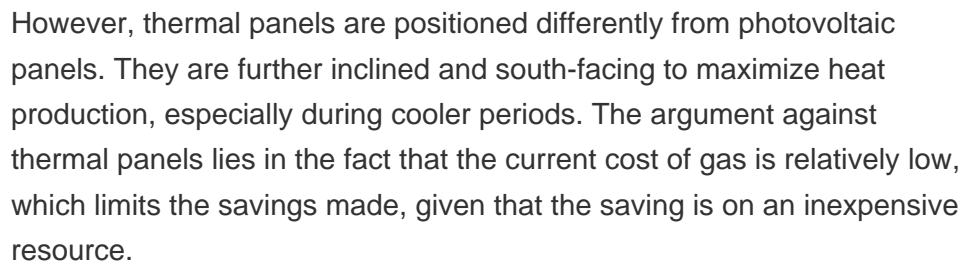 However, thermal panels are positioned differently from photovoltaic
panels. They are further inclined and south-facing to maximize heat
production, especially during cooler periods. The argument against
thermal panels lies in the fact that the current cost of gas is relatively low,
which limits the savings made, given that the saving is on an inexpensive
resource.